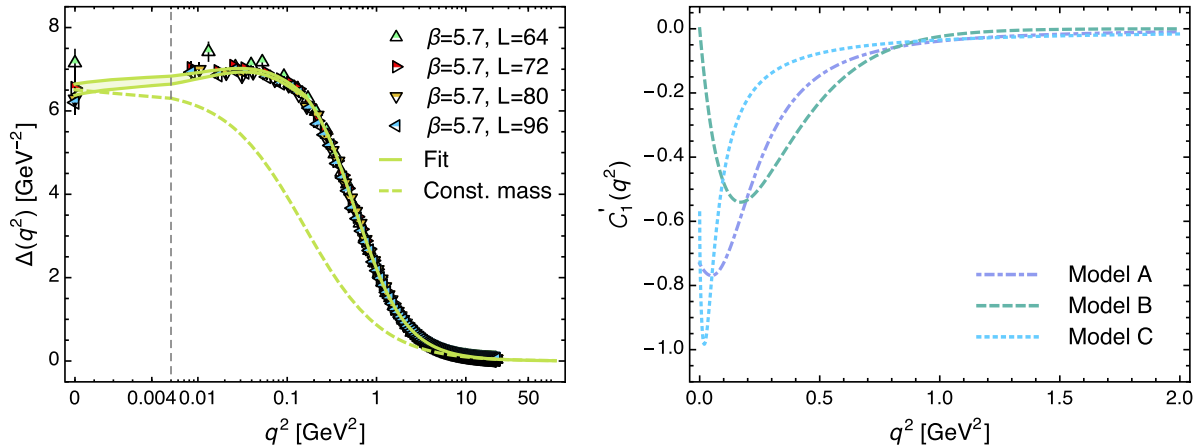 8
6
4
2
0
Δ(q²) [GeV⁻²]
0
0.004
0.01
0.1
1
10
50
q² [GeV²]
β=5.7, L=64
β=5.7, L=72
β=5.7, L=80
β=5.7, L=96
Fit
Const. mass
0.0
−0.2
−0.4
−0.6
−0.8
−1.0
C₁'(q²)
0.0
0.5
1.0
1.5
2.0
q² [GeV²]
Model A
Model B
Model C